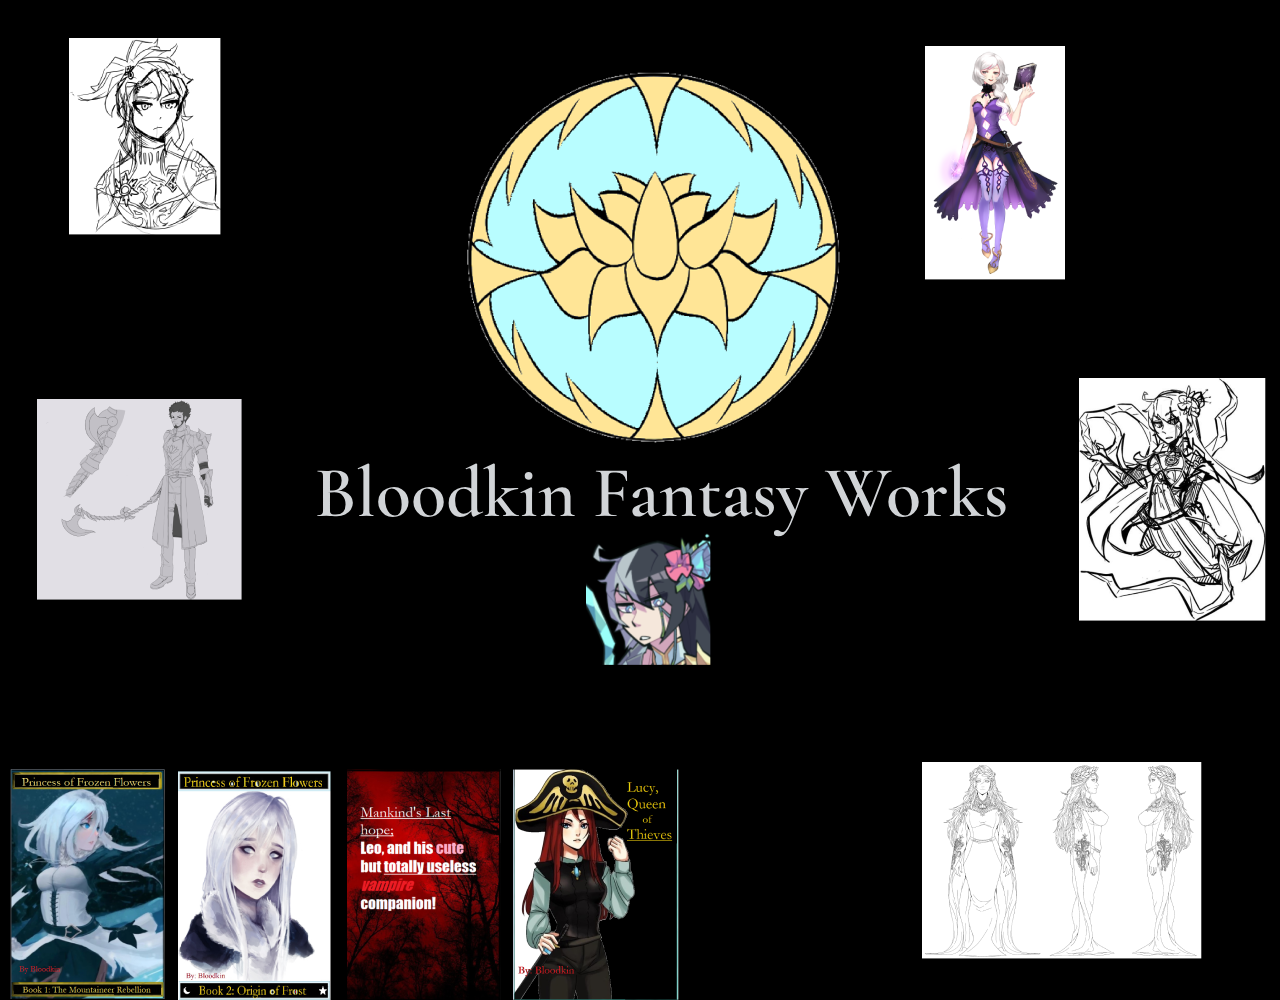 Bloodkin Fantasy Works
Princess of Frozen Flowers
By Bloodkin
Book 1: The Mountaineer Rebellion
Princess of Frozen Flowers
By: Bloodkin
Book 2: Origin of Frost
Mankind's Last
hope;
Leo, and his cute
but totally useless
vampire
companion!
Lucy,
Queen
of
Thieves
By: Bloodkin